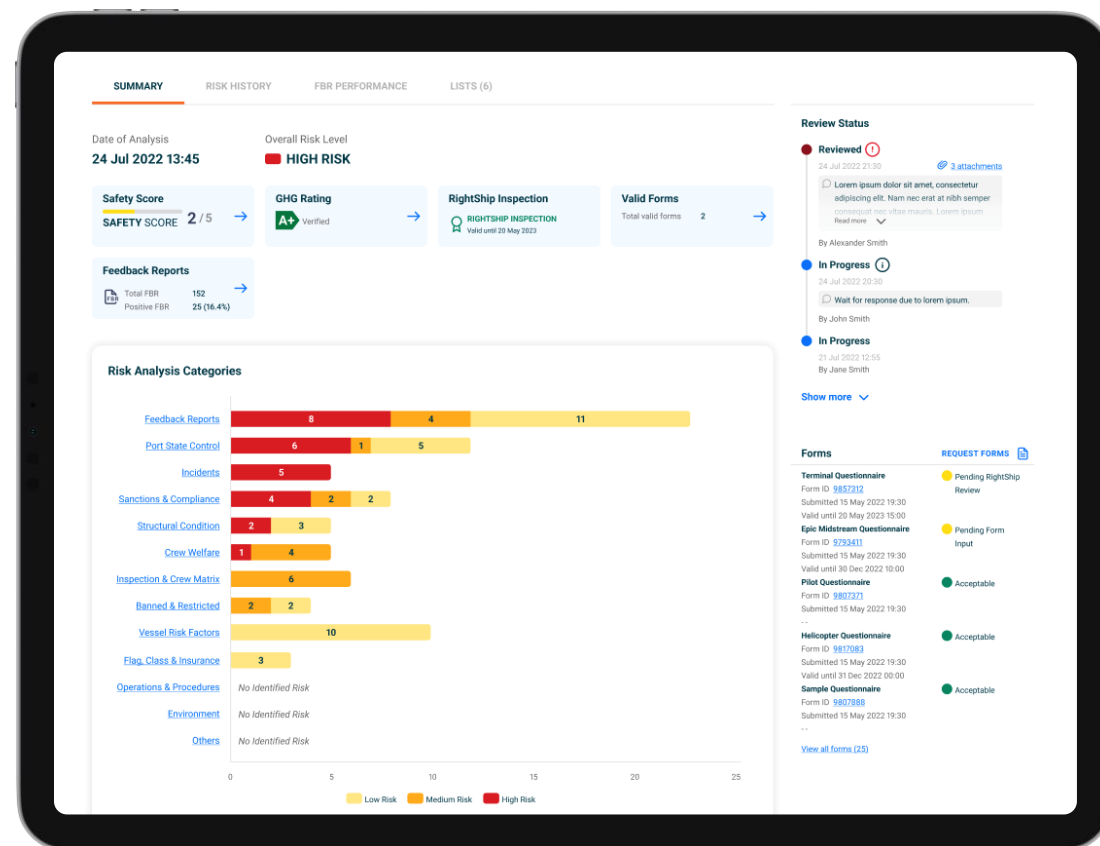 SUMMARY RISK HISTORY FBR PERFORMANCE LISTS (6)
Date of Analysis Overall Risk Level
24 Jul 2022 13:45 HIGH RISK
Safety Score
SAFETY SCORE 2 / 5
GHG Rating
A+ Verified
RightShip Inspection
RIGHTSHIP INSPECTION
Valid until 20 May 2023
Valid Forms
Total valid forms 2
Feedback Reports
FBR
Total FBR 152
Positive FBR 25 (16.4%)
Risk Analysis Categories
Feedback Reports 8 4 11
Port State Control 6 1 5
Incidents 5
Sanctions & Compliance 4 2 2
Structural Condition 2 3
Crew Welfare 1 4
Inspection & Crew Matrix 6
Banned & Restricted 2 2
Vessel Risk Factors 10
Flag, Class & Insurance 3
Operations & Procedures No Identified Risk
Environment No Identified Risk
Others No Identified Risk
0 5 10 15 20 25
Low Risk Medium Risk High Risk
Review Status
Reviewed
24 Jul 2022 21:30 3 attachments
Lorem ipsum dolor sit amet, consectetur
adipiscing elit. Nam nec erat at nibh semper
consequat nec vitae mauris. Lorem ipsum
Read more
By Alexander Smith
In Progress
24 Jul 2022 20:30
Wait for response due to lorem ipsum.
By John Smith
In Progress
21 Jul 2022 12:55
By Jane Smith
Show more
Forms REQUEST FORMS
Terminal Questionnaire
Form ID 9857312
Submitted 15 May 2022 19:30
Valid until 20 May 2023 15:00
Pending RightShip
Review
Epic Midstream Questionnaire
Form ID 9793411
Submitted 15 May 2022 19:30
Valid until 30 Dec 2022 10:00
Pending Form
Input
Pilot Questionnaire
Form ID 9807371
Submitted 15 May 2022 19:30
- -
Acceptable
Helicopter Questionnaire
Form ID 9817083
Submitted 15 May 2022 19:30
Valid until 31 Dec 2022 00:00
Acceptable
Sample Questionnaire
Form ID 9807888
Submitted 15 May 2022 19:30
- -
Acceptable
View all forms (25)